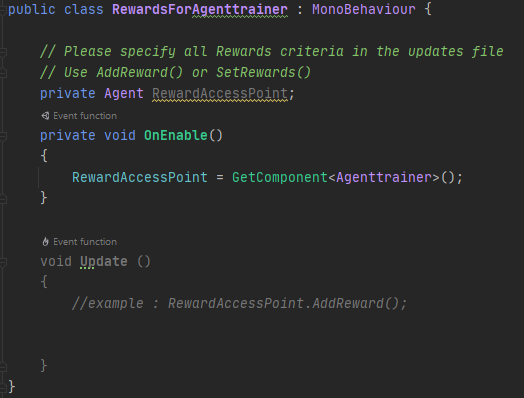 public class RewardsForAgenttrainer : MonoBehaviour {
// Please specify all Rewards criteria in the updates file
// Use AddReward() or SetRewards()
private Agent RewardAccessPoint;
Event function
private void OnEnable()
{
RewardAccessPoint = GetComponent<Agenttrainer>();
}
Event function
void Update ()
{
//example : RewardAccessPoint.AddReward();
}
}